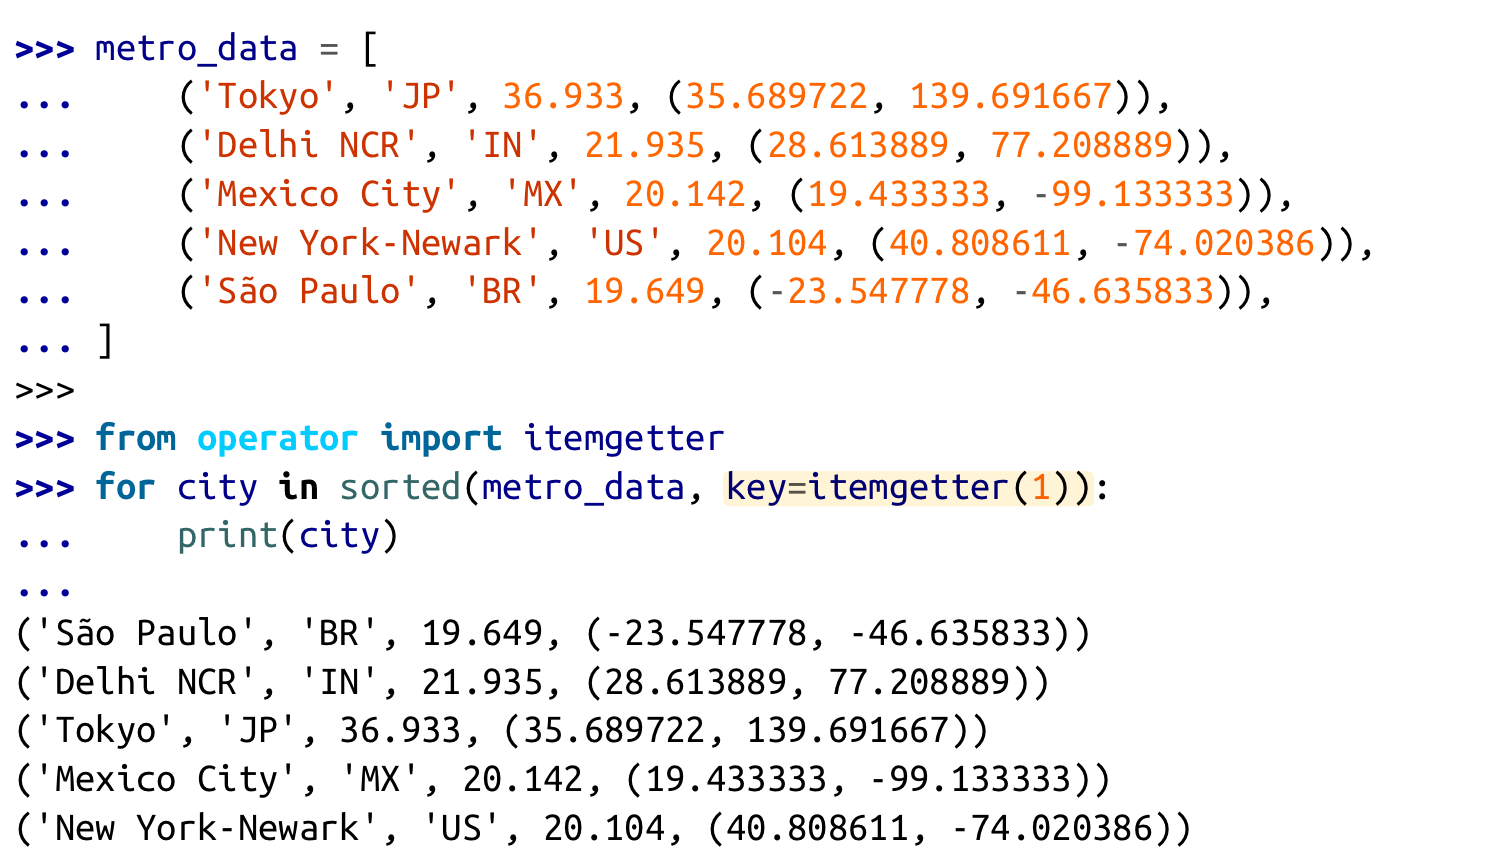 >>> metro_data = [
...     ('Tokyo', 'JP', 36.933, (35.689722, 139.691667)),
...     ('Delhi NCR', 'IN', 21.935, (28.613889, 77.208889)),
...     ('Mexico City', 'MX', 20.142, (19.433333, -99.133333)),
...     ('New York-Newark', 'US', 20.104, (40.808611, -74.020386)),
...     ('São Paulo', 'BR', 19.649, (-23.547778, -46.635833)),
... ]
>>>
>>> from operator import itemgetter
>>> for city in sorted(metro_data, key=itemgetter(1)):
...     print(city)
...
('São Paulo', 'BR', 19.649, (-23.547778, -46.635833))
('Delhi NCR', 'IN', 21.935, (28.613889, 77.208889))
('Tokyo', 'JP', 36.933, (35.689722, 139.691667))
('Mexico City', 'MX', 20.142, (19.433333, -99.133333))
('New York-Newark', 'US', 20.104, (40.808611, -74.020386))